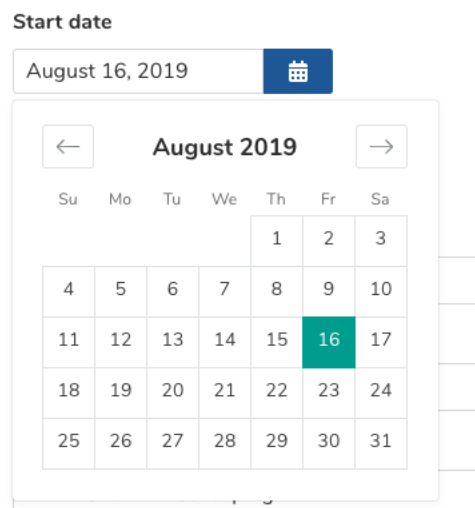 Start date
August 16, 2019
August 2019
Su Mo Tu We Th Fr Sa
1 2 3
4 5 6 7 8 9 10
11 12 13 14 15 16 17
18 19 20 21 22 23 24
25 26 27 28 29 30 31